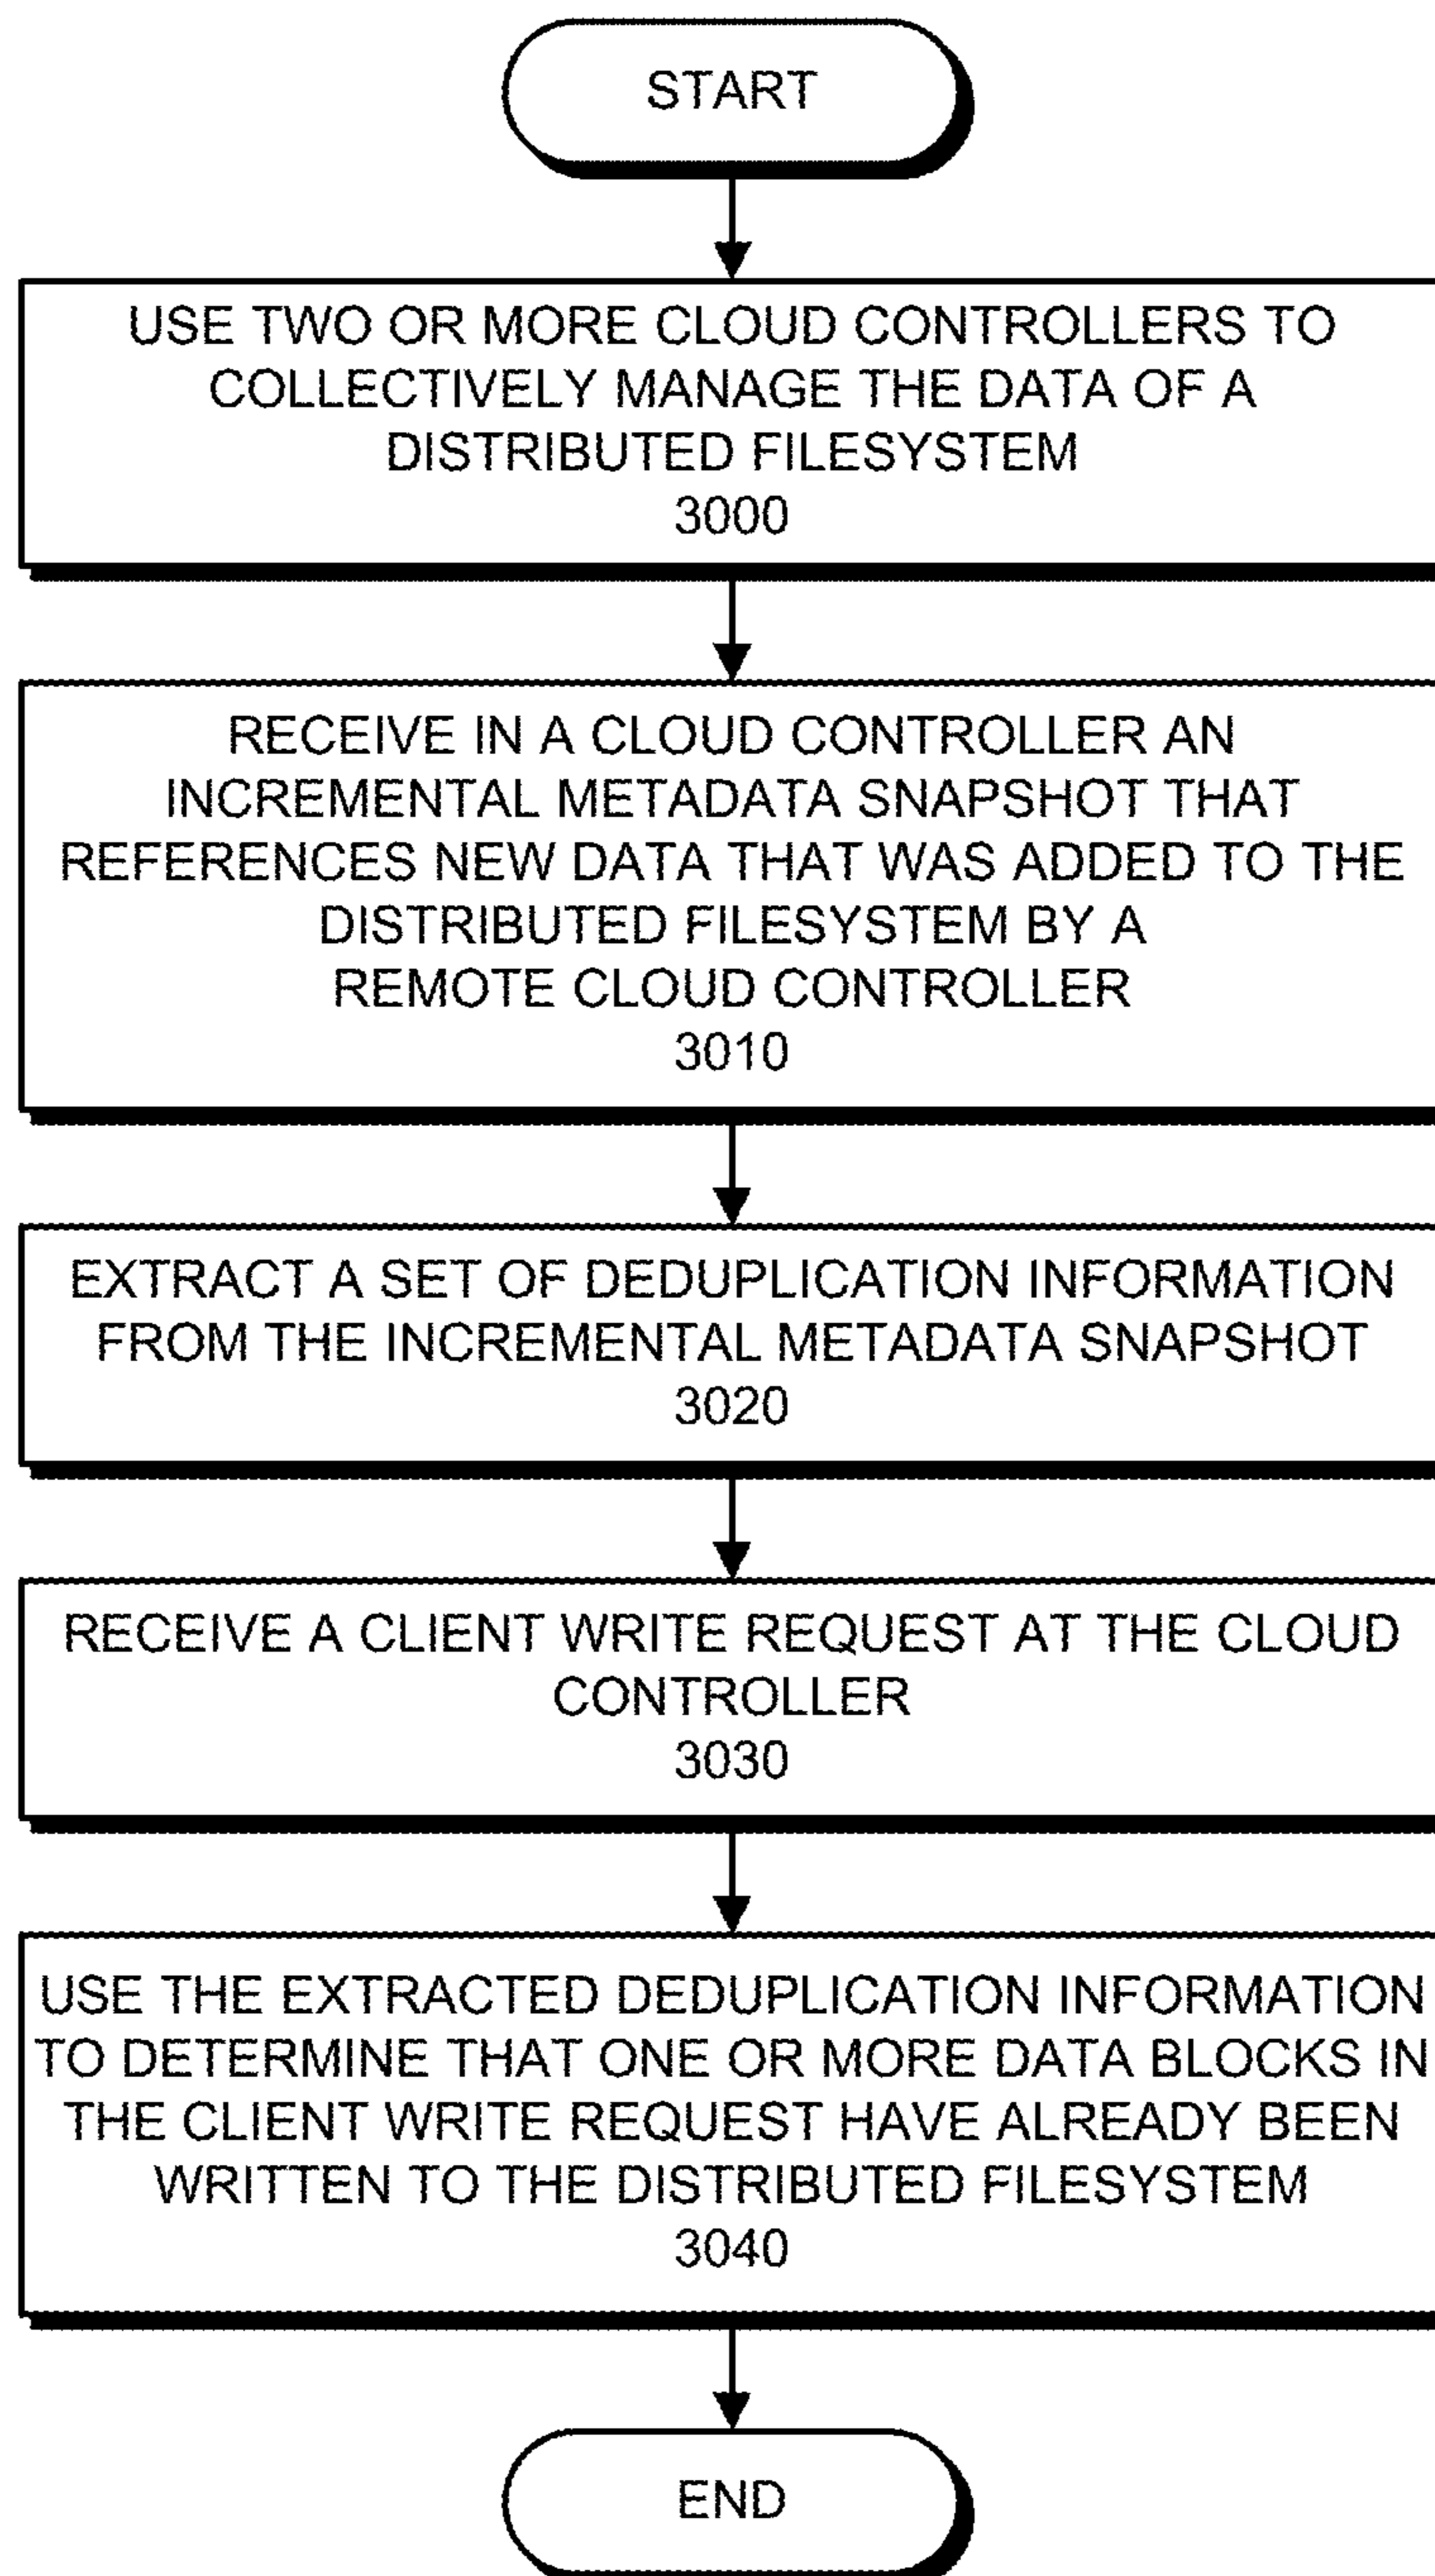 START
USE TWO OR MORE CLOUD CONTROLLERS TO
COLLECTIVELY MANAGE THE DATA OF A
DISTRIBUTED FILESYSTEM
3000
RECEIVE IN A CLOUD CONTROLLER AN
INCREMENTAL METADATA SNAPSHOT THAT
REFERENCES NEW DATA THAT WAS ADDED TO THE
DISTRIBUTED FILESYSTEM BY A
REMOTE CLOUD CONTROLLER
3010
EXTRACT A SET OF DEDUPLICATION INFORMATION
FROM THE INCREMENTAL METADATA SNAPSHOT
3020
RECEIVE A CLIENT WRITE REQUEST AT THE CLOUD
CONTROLLER
3030
USE THE EXTRACTED DEDUPLICATION INFORMATION
TO DETERMINE THAT ONE OR MORE DATA BLOCKS IN
THE CLIENT WRITE REQUEST HAVE ALREADY BEEN
WRITTEN TO THE DISTRIBUTED FILESYSTEM
3040
END